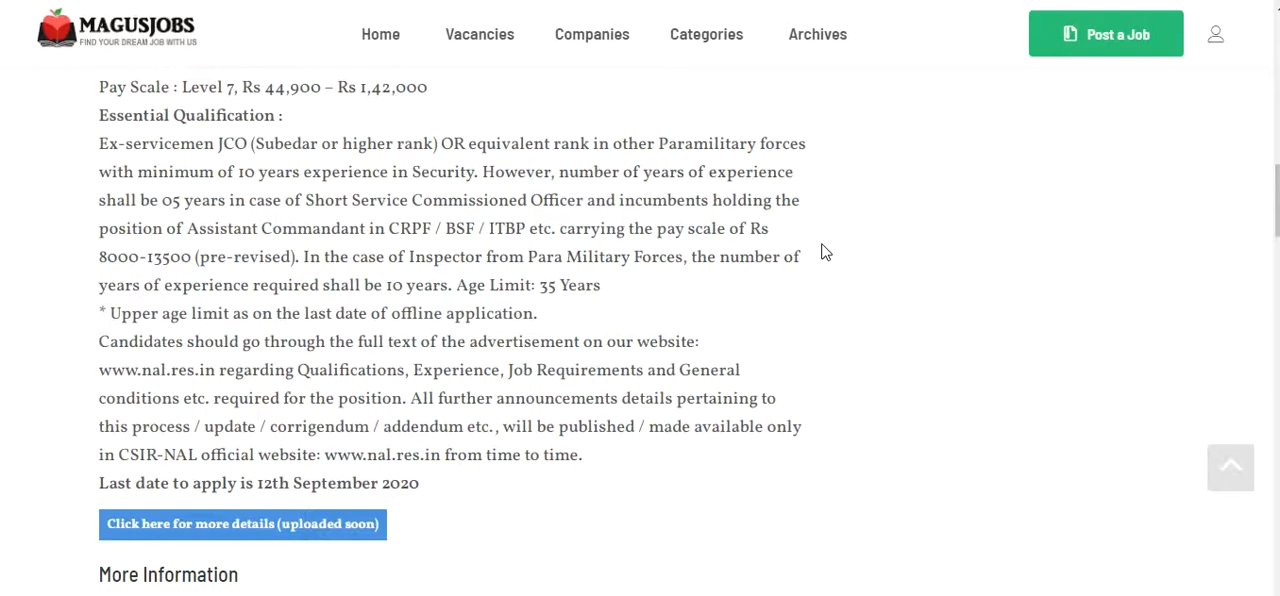 MAGUSJOBS
FIND YOUR DREAM JOB WITH US
Home Vacancies Companies Categories Archives Post a Job
Pay Scale : Level 7, Rs 44,900 – Rs 1,42,000
Essential Qualification :
Ex-servicemen JCO (Subedar or higher rank) OR equivalent rank in other Paramilitary forces
with minimum of 10 years experience in Security. However, number of years of experience
shall be 05 years in case of Short Service Commissioned Officer and incumbents holding the
position of Assistant Commandant in CRPF / BSF / ITBP etc. carrying the pay scale of Rs
8000-13500 (pre-revised). In the case of Inspector from Para Military Forces, the number of
years of experience required shall be 10 years. Age Limit: 35 Years
* Upper age limit as on the last date of offline application.
Candidates should go through the full text of the advertisement on our website:
www.nal.res.in regarding Qualifications, Experience, Job Requirements and General
conditions etc. required for the position. All further announcements details pertaining to
this process / update / corrigendum / addendum etc., will be published / made available only
in CSIR-NAL official website: www.nal.res.in from time to time.
Last date to apply is 12th September 2020
Click here for more details (uploaded soon)
More Information